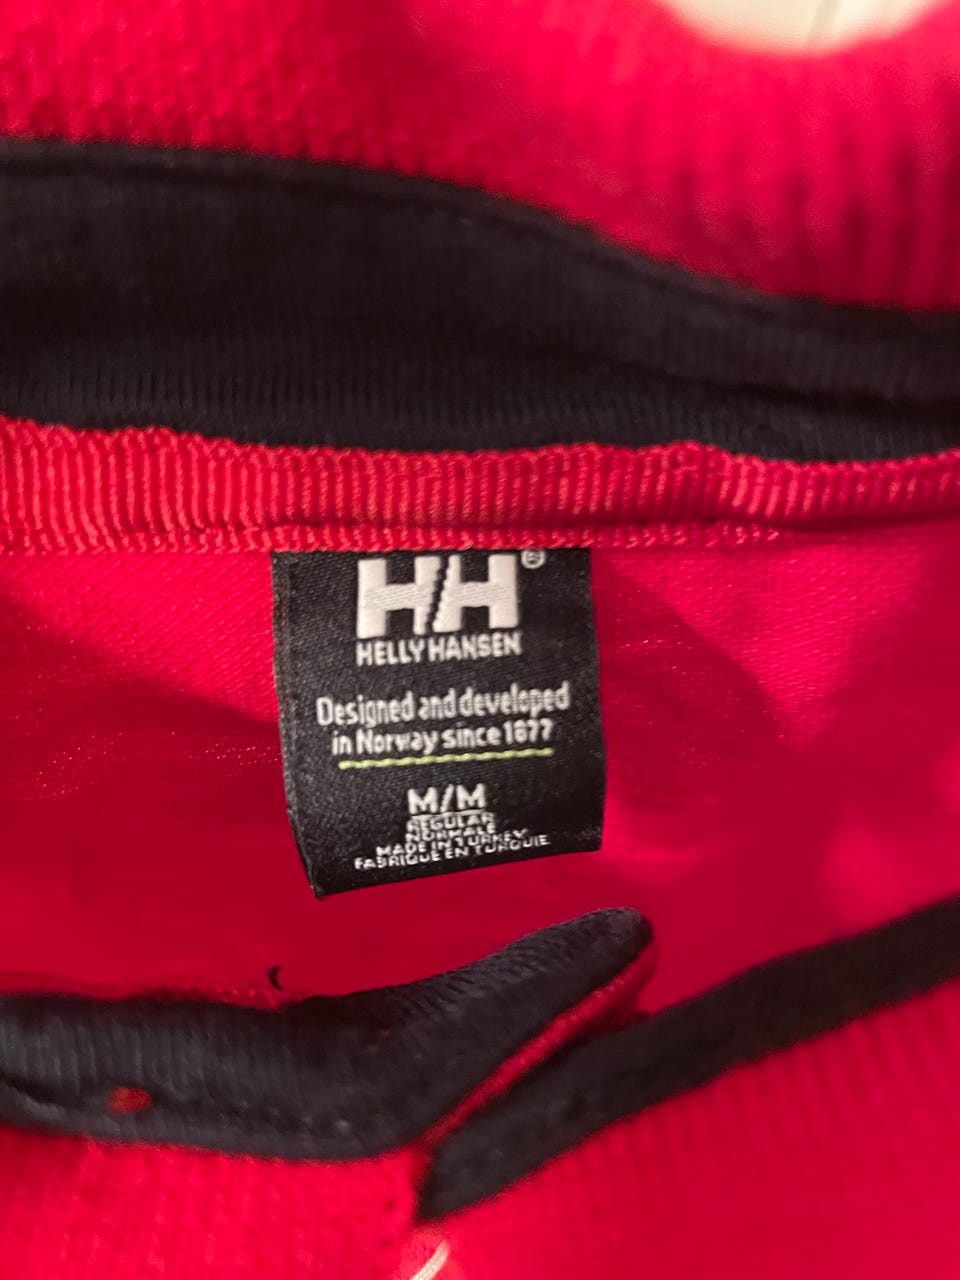 HH®
HELLY HANSEN
Designed and developed
in Norway since 1877
M/M
REGULAR
NORMALE
MADE IN TURKEY
FABRIQUE EN TURQUIE